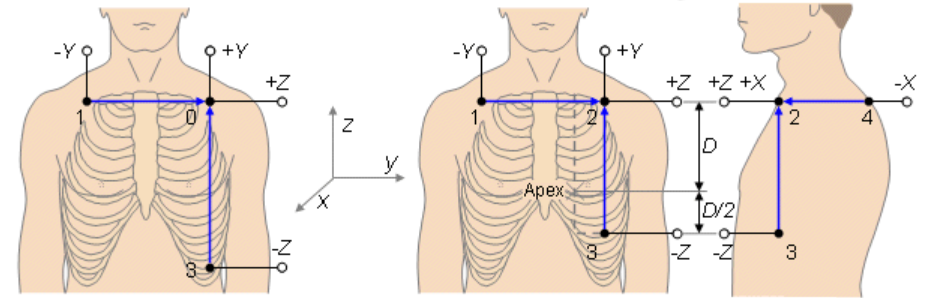 -Y +Y -Y +Y
+Z +Z +Z +X -X
1 0 1 2 2 4
Z
D
y
Apex
X
D/2
3 3 3
-Z -Z -Z